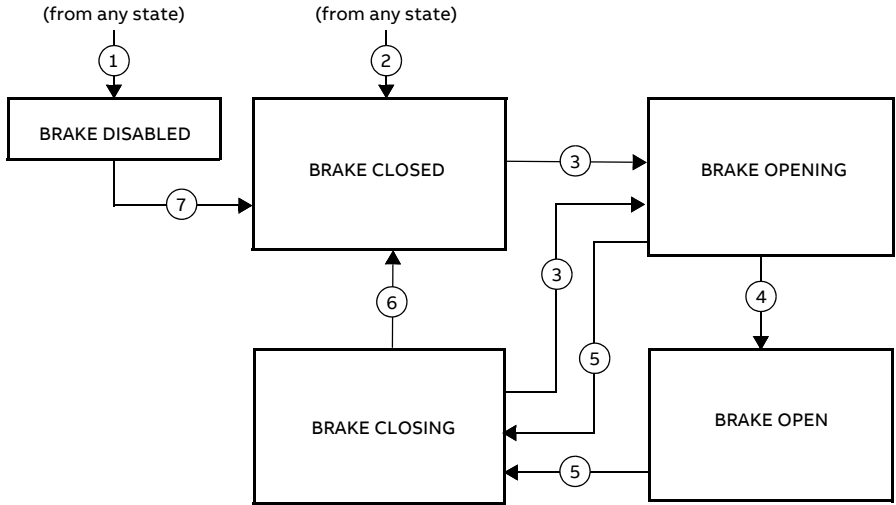 (from any state)
(from any state)
1
2
BRAKE DISABLED
BRAKE CLOSED
3
BRAKE OPENING
7
3
6
4
5
BRAKE CLOSING
BRAKE OPEN
5